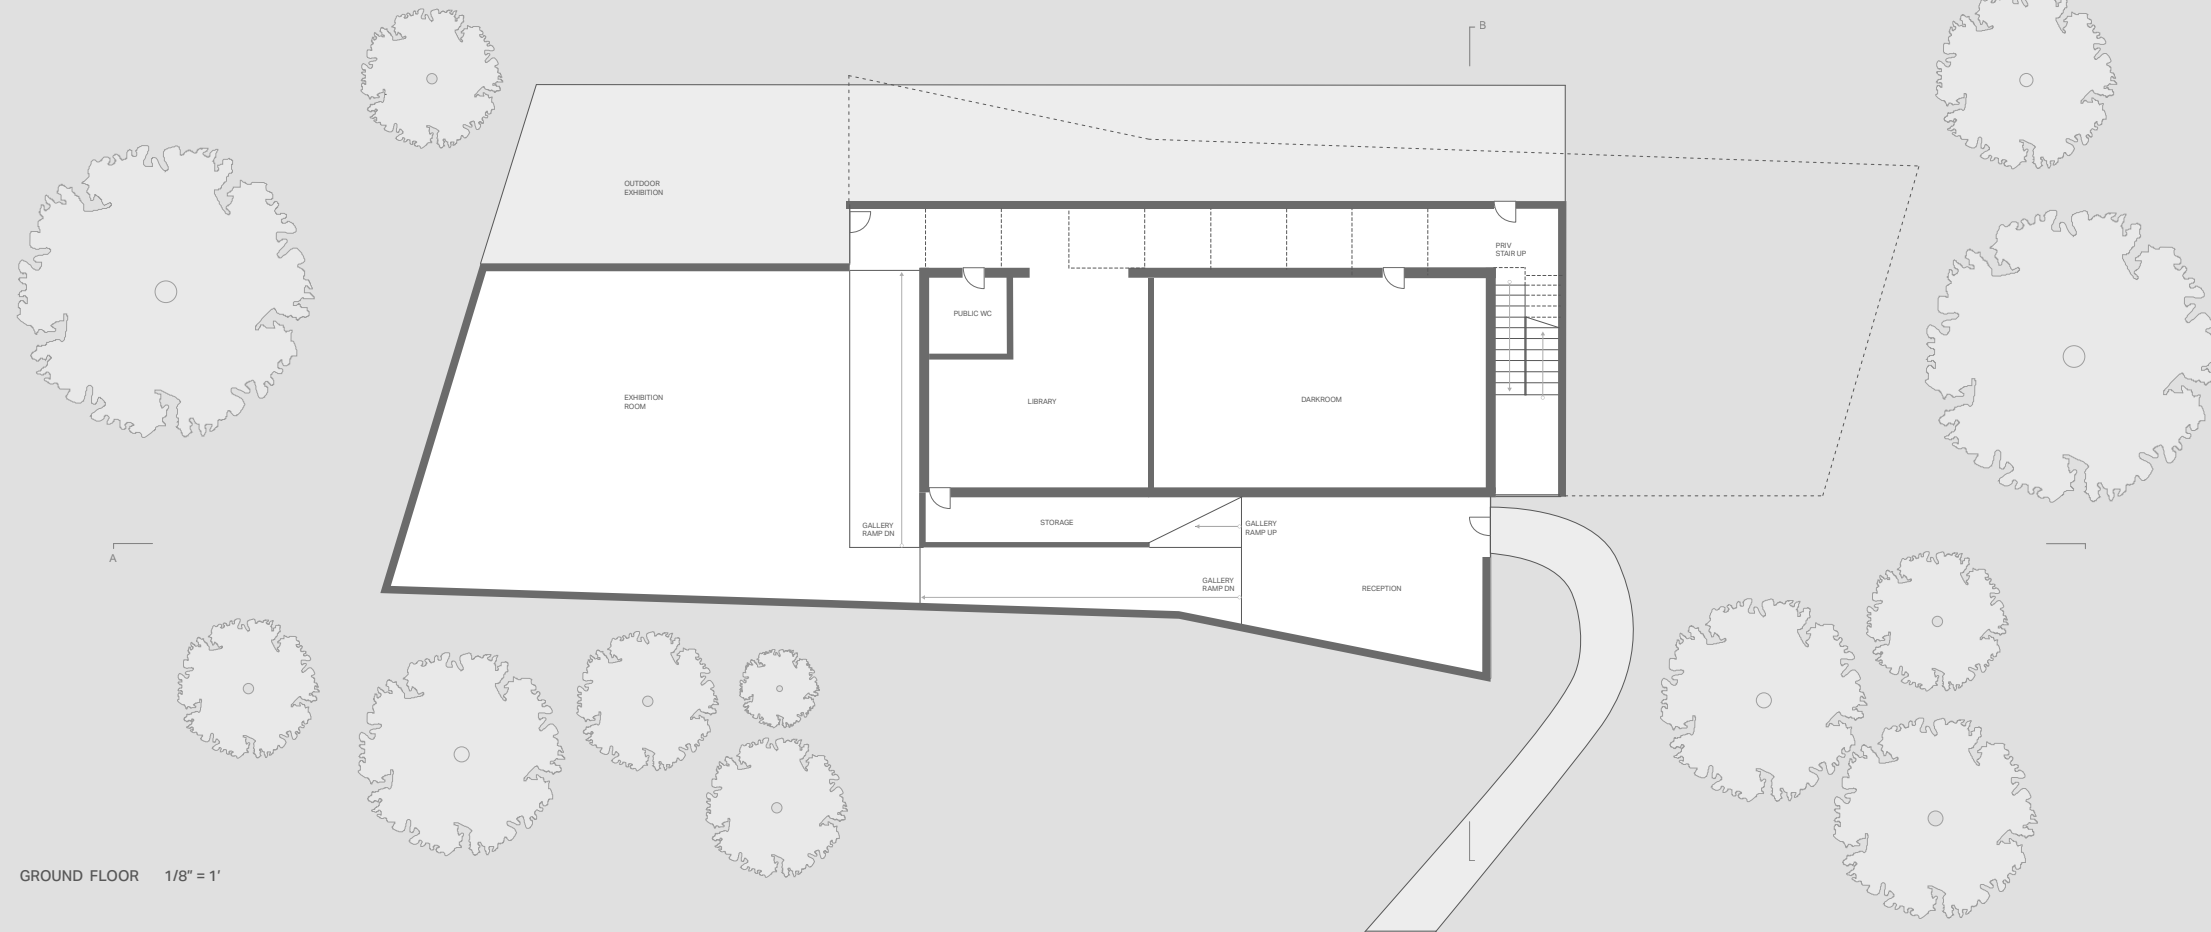 B
OUTDOOR
EXHIBITION
PRIV
STAIR UP
PUBLIC WC
EXHIBITION
ROOM
LIBRARY
DARKROOM
GALLERY
RAMP DN
STORAGE
GALLERY
RAMP UP
A
GALLERY
RAMP DN
RECEPTION
GROUND FLOOR 1/8" = 1'